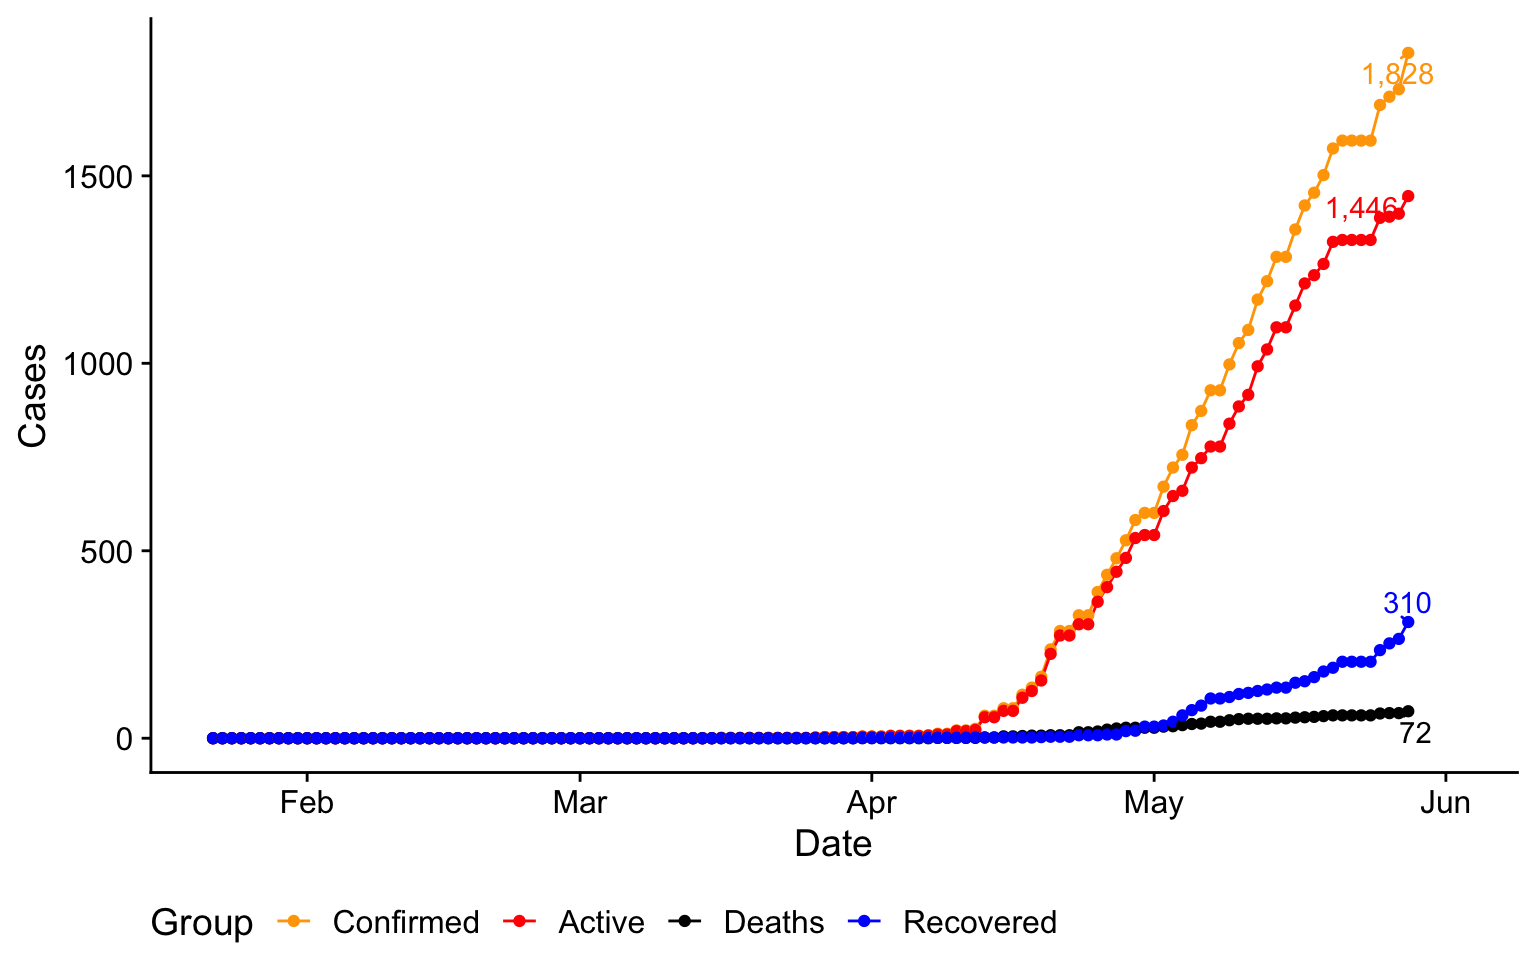 1,828
1500
1,446
1000
Cases
500
310
0
72
Feb Mar Apr May Jun
Date
Group Confirmed Active Deaths Recovered